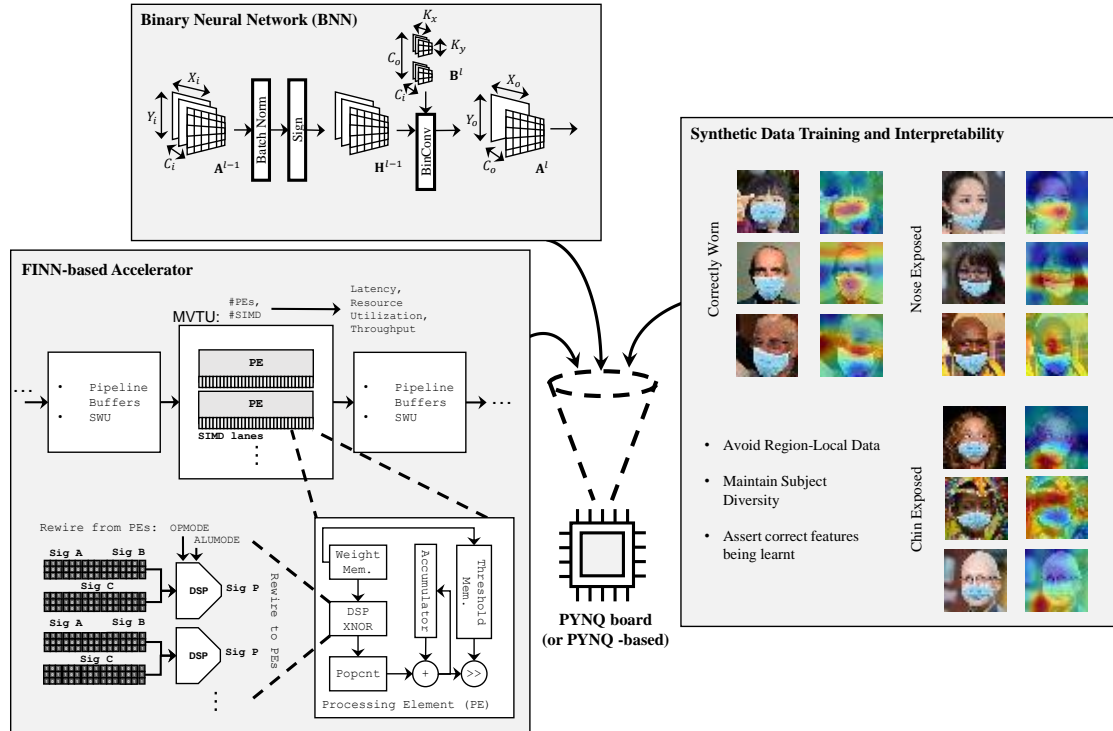 Binary Neural Network (BNN)
K_x
K_y
C_o
C_i
B^l
X_i
Y_i
C_i
A^{l-1}
Batch Norm
Sign
H^{l-1}
BinConv
X_o
Y_o
C_o
A^l
FINN-based Accelerator
MVTU:
#PEs,
#SIMD
Latency,
Resource
Utilization,
Throughput
...
• Pipeline
Buffers
• SWU
PE
PE
SIMD lanes
⋮
• Pipeline
Buffers
• SWU
...
Rewire from PEs:
OPMODE
ALUMODE
Sig A
Sig B
Sig C
DSP
Sig P
Sig A
Sig B
Sig C
DSP
Sig P
⋮
⋮
Rewire to PEs
Weight
Mem.
DSP
XNOR
Popcnt
Accumulator
Threshold
Mem.
+
>>
Processing Element (PE)
PYNQ board
(or PYNQ -based)
Synthetic Data Training and Interpretability
Correctly Worn
Nose Exposed
Chin Exposed
• Avoid Region-Local Data
• Maintain Subject
Diversity
• Assert correct features
being learnt